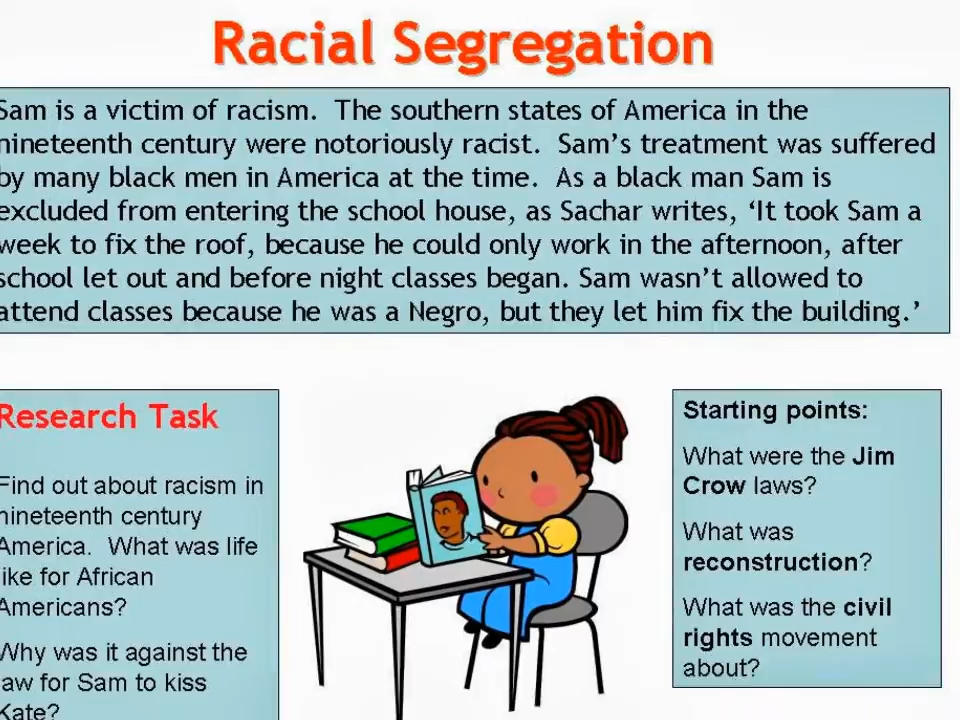 Racial Segregation
Sam is a victim of racism. The southern states of America in the
nineteenth century were notoriously racist. Sam's treatment was suffered
by many black men in America at the time. As a black man Sam is
excluded from entering the school house, as Sachar writes, 'It took Sam a
week to fix the roof, because he could only work in the afternoon, after
school let out and before night classes began. Sam wasn't allowed to
attend classes because he was a Negro, but they let him fix the building.'
Research Task
Find out about racism in
nineteenth century
America. What was life
like for African
Americans?
Why was it against the
law for Sam to kiss
Kate?
Starting points:
What were the Jim
Crow laws?
What was
reconstruction?
What was the civil
rights movement
about?